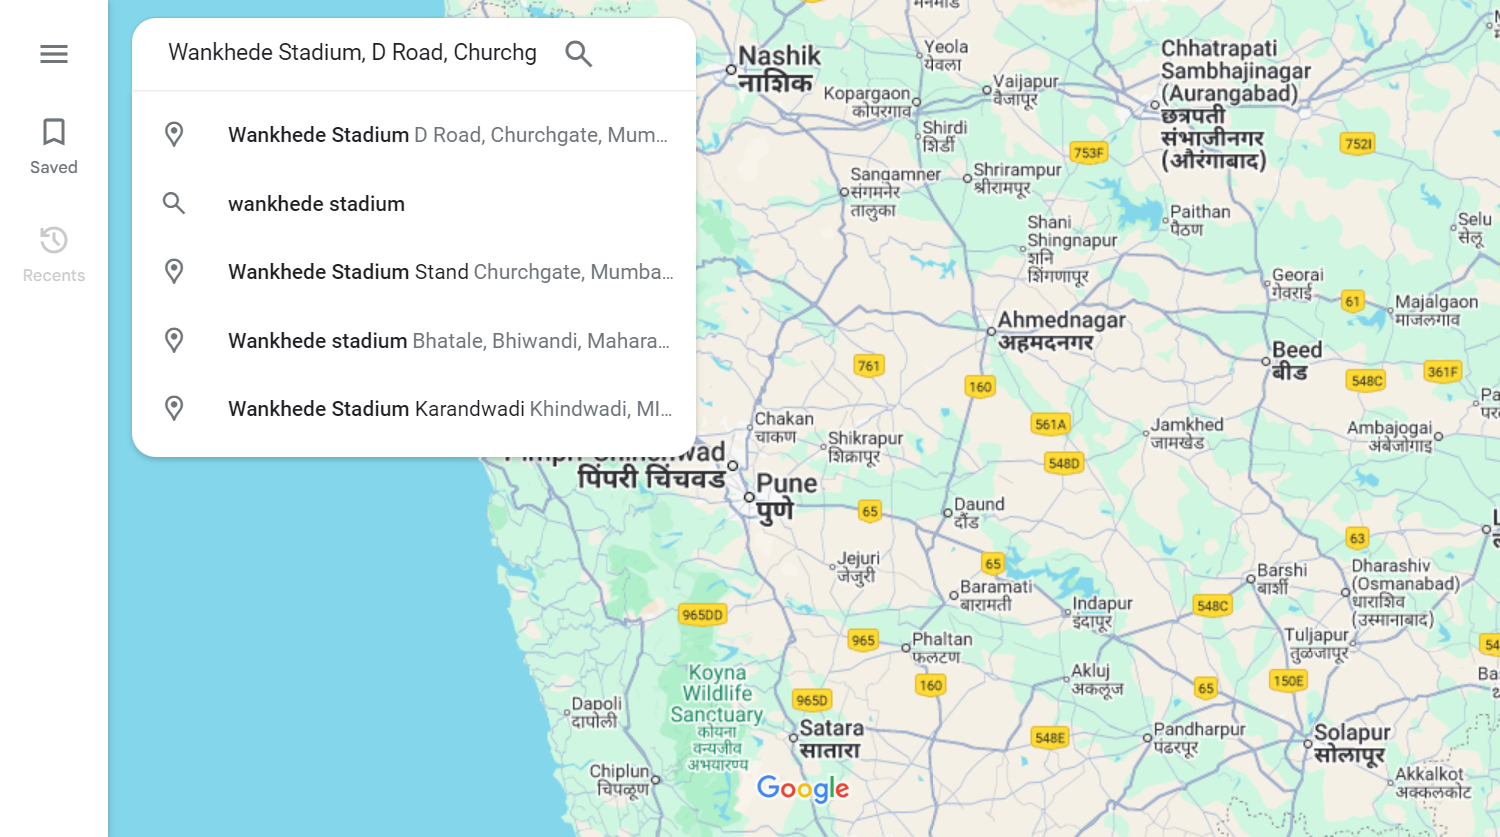 Wankhede Stadium, D Road, Churchg
Wankhede Stadium D Road, Churchgate, Mum...
wankhede stadium
Wankhede Stadium Stand Churchgate, Mumba...
Wankhede stadium Bhatale, Bhiwandi, Mahara...
Wankhede Stadium Karandwadi Khindwadi, MI...
Saved
Recents
मनमाड
Nashik
नाशिक
Yeola
येवला
Kopargaon
कोपरगाव
Vaijapur
वैजापूर
Chhatrapati
Sambhajinagar
(Aurangabad)
छत्रपती
संभाजीनगर
(औरंगाबाद)
Shirdi
शिर्डी
753F
752I
Sangamner
संगमनेर
तालुका
Shrirampur
श्रीरामपूर
Shani
Shingnapur
शनि
शिंगणापूर
Paithan
पैठण
Selu
सेलू
Georai
गेवराई
61
Majalgaon
माजलगाव
Ahmednagar
अहमदनगर
Beed
बीड
761
160
548C
361F
Chakan
चाकण
Shikrapur
शिक्रापूर
561A
548D
Jamkhed
जामखेड
Ambajogai
अंबेजोगाई
पिंपरी चिंचवड
Pune
पुणे
65
Daund
दौंड
63
Jejuri
जेजुरी
65
Baramati
बारामती
Indapur
इंदापूर
Barshi
बार्शी
Dharashiv
(Osmanabad)
धाराशिव
(उस्मानाबाद)
548C
965DD
965
Phaltan
फलटण
Tuljapur
तुळजापूर
54
Koyna
Wildlife
Sanctuary
कोयना
वन्यजीव
अभयारण्य
965D
160
Akluj
अकलूज
65
150E
Ba
Dapoli
दापोली
Satara
सातारा
548E
Pandharpur
पंढरपूर
Solapur
सोलापूर
Chiplun
चिपळूण
Google
Akkalkot
अक्कलकोट